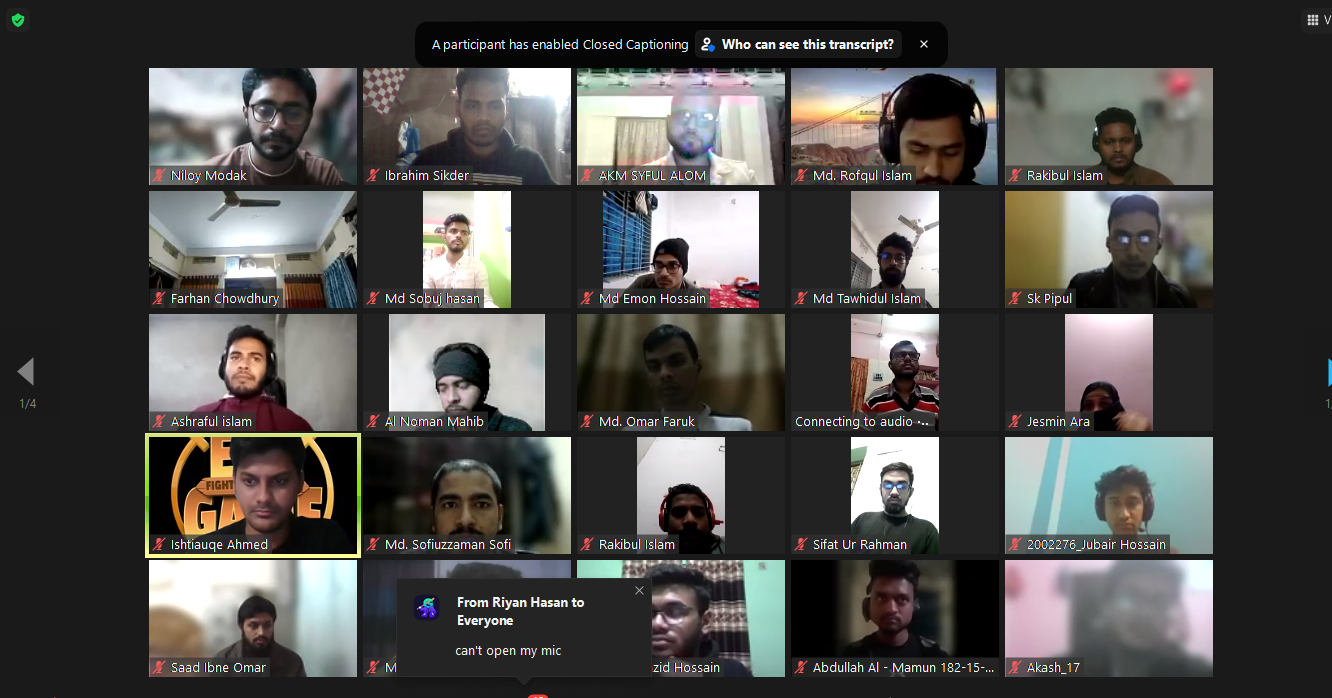 V
A participant has enabled Closed Captioning
Who can see this transcript?
Niloy Modak
Ibrahim Sikder
AKM SYFUL ALOM
Md. Rofqul Islam
Rakibul Islam
Farhan Chowdhury
Md Sobuj hasan
Md Emon Hossain
Md Tawhidul Islam
Sk Pipul
1/4
Ashraful islam
Al Noman Mahib
Md. Omar Faruk
Connecting to audio ·..
Jesmin Ara
FIGHT
GAME
Ishtiauqe Ahmed
Md. Sofiuzzaman Sofi
Rakibul Islam
Sifat Ur Rahman
2002276_Jubair Hossain
From Riyan Hasan to
Everyone
can't open my mic
Saad Ibne Omar
M
zid Hossain
Abdullah Al - Mamun 182-15-...
Akash_17